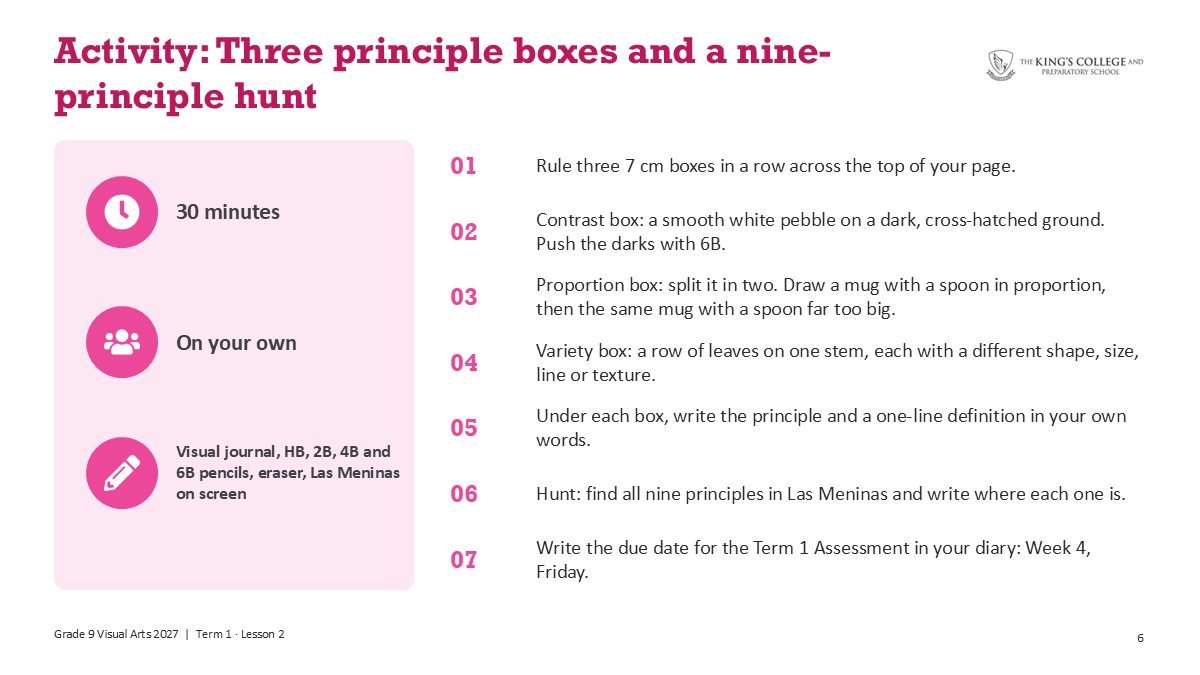 Activity: Three principle boxes and a nine-
principle hunt
THE KING'S COLLEGE AND
PREPARATORY SCHOOL
30 minutes
On your own
Visual journal, HB, 2B, 4B and
6B pencils, eraser, Las Meninas
on screen
01
Rule three 7 cm boxes in a row across the top of your page.
02
Contrast box: a smooth white pebble on a dark, cross-hatched ground.
Push the darks with 6B.
03
Proportion box: split it in two. Draw a mug with a spoon in proportion,
then the same mug with a spoon far too big.
04
Variety box: a row of leaves on one stem, each with a different shape, size,
line or texture.
05
Under each box, write the principle and a one-line definition in your own
words.
06
Hunt: find all nine principles in Las Meninas and write where each one is.
07
Write the due date for the Term 1 Assessment in your diary: Week 4,
Friday.
Grade 9 Visual Arts 2027 | Term 1 · Lesson 2
6